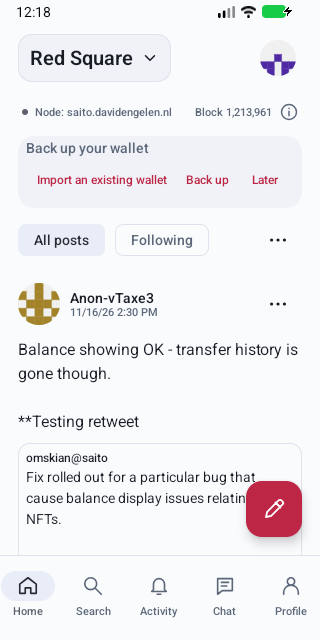 12:18
Red Square
Node: saito.davidengelen.nl Block 1,213,961
Back up your wallet
Import an existing wallet Back up Later
All posts Following
Anon-vTaxe3
11/16/26 2:30 PM
Balance showing OK - transfer history is
gone though.
**Testing retweet
omskian@saito
Fix rolled out for a particular bug that
cause balance display issues relatin
NFTs.
Home Search Activity Chat Profile